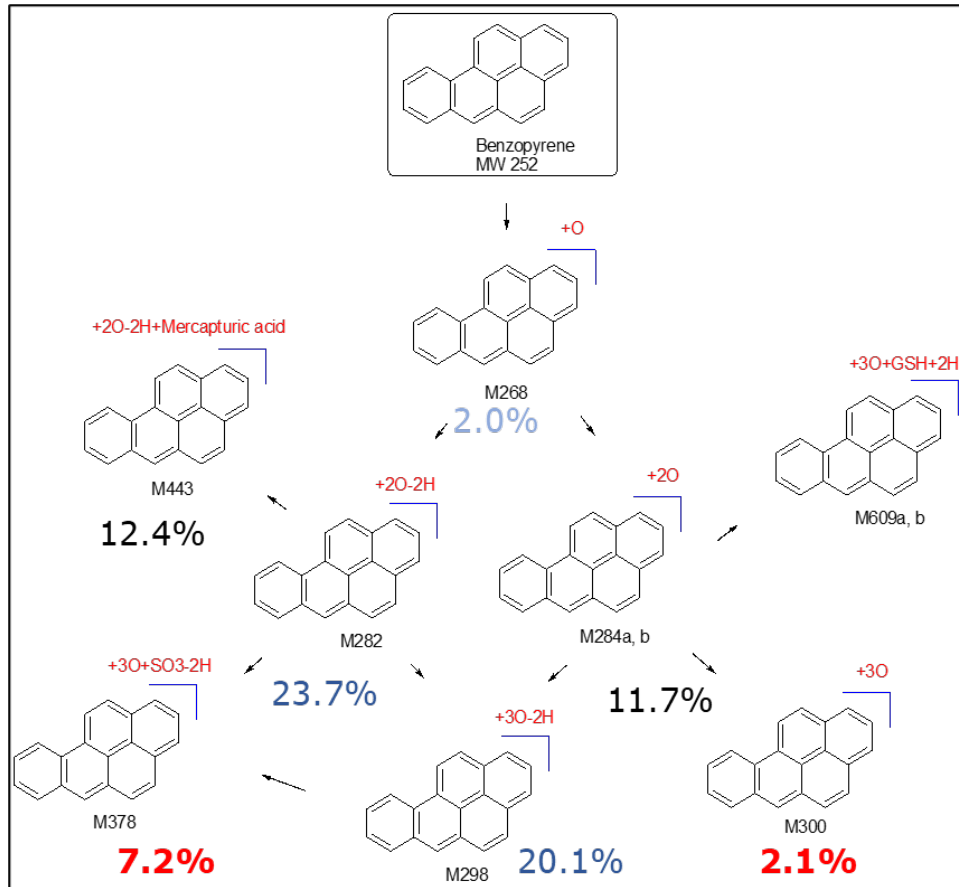 Benzopyrene
MW 252
+O
M268
2.0%
+2O-2H+Mercapturic acid
M443
12.4%
+2O-2H
M282
23.7%
+2O
M284a, b
11.7%
+3O+GSH+2H
M609a, b
+3O+SO3-2H
M378
7.2%
+3O-2H
M298
20.1%
+3O
M300
2.1%